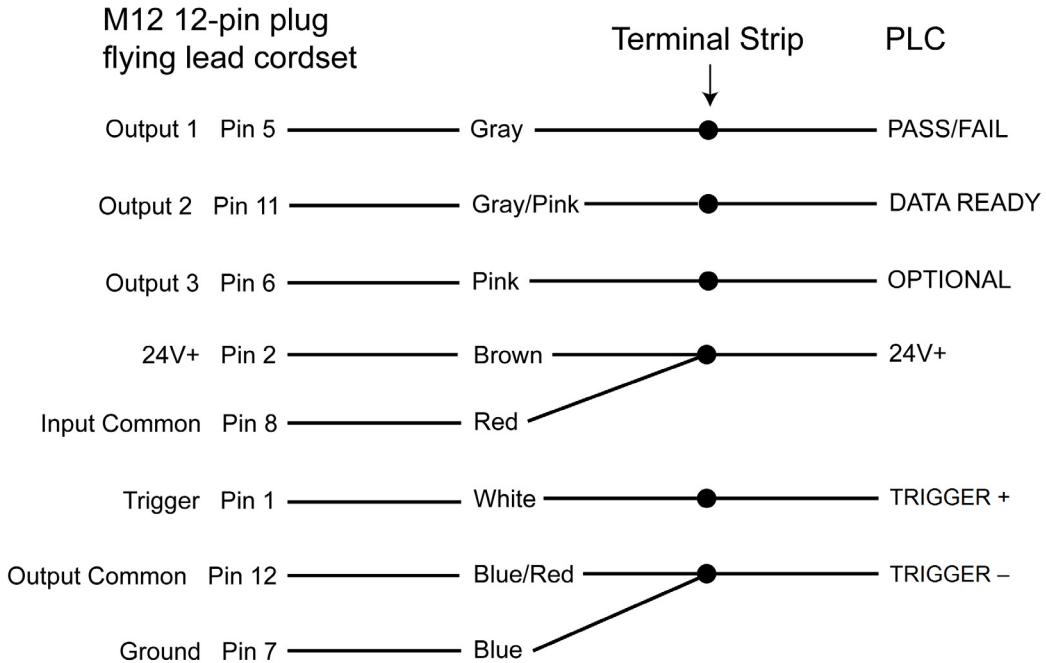 M12 12-pin plug
flying lead cordset
Terminal Strip PLC
Output 1 Pin 5 Gray PASS/FAIL
Output 2 Pin 11 Gray/Pink DATA READY
Output 3 Pin 6 Pink OPTIONAL
24V+ Pin 2 Brown 24V+
Input Common Pin 8 Red
Trigger Pin 1 White TRIGGER +
Output Common Pin 12 Blue/Red TRIGGER –
Ground Pin 7 Blue